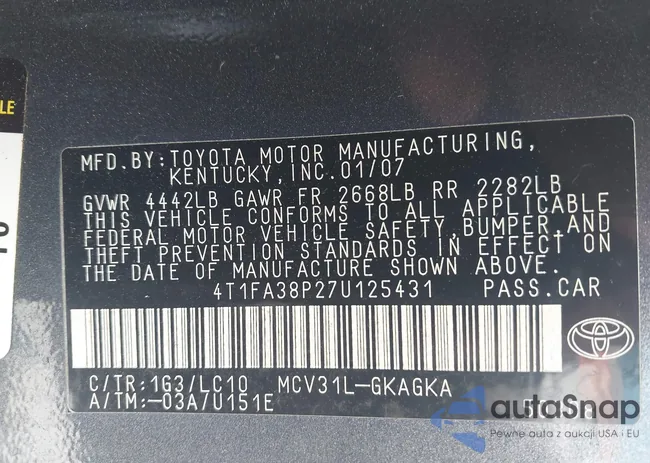 LE
MFD.BY:TOYOTA MOTOR MANUFACTURING,
KENTUCKY,INC.01/07
GVWR 4442LB GAWR FR 2668LB RR 2282LB
THIS VEHICLE CONFORMS TO ALL APPLICABLE
FEDERAL MOTOR VEHICLE SAFETY,BUMPER,AND
THEFT PREVENTION STANDARDS IN EFFECT ON
THE DATE OF MANUFACTURE SHOWN ABOVE.
4T1FA38P27U125431 PASS.CAR
C/TR:1G3/LC10 MCV31L-GKAGKA
A/TM:-03A/U151E
autoSnap
Pewne auta z aukcji USA i EU